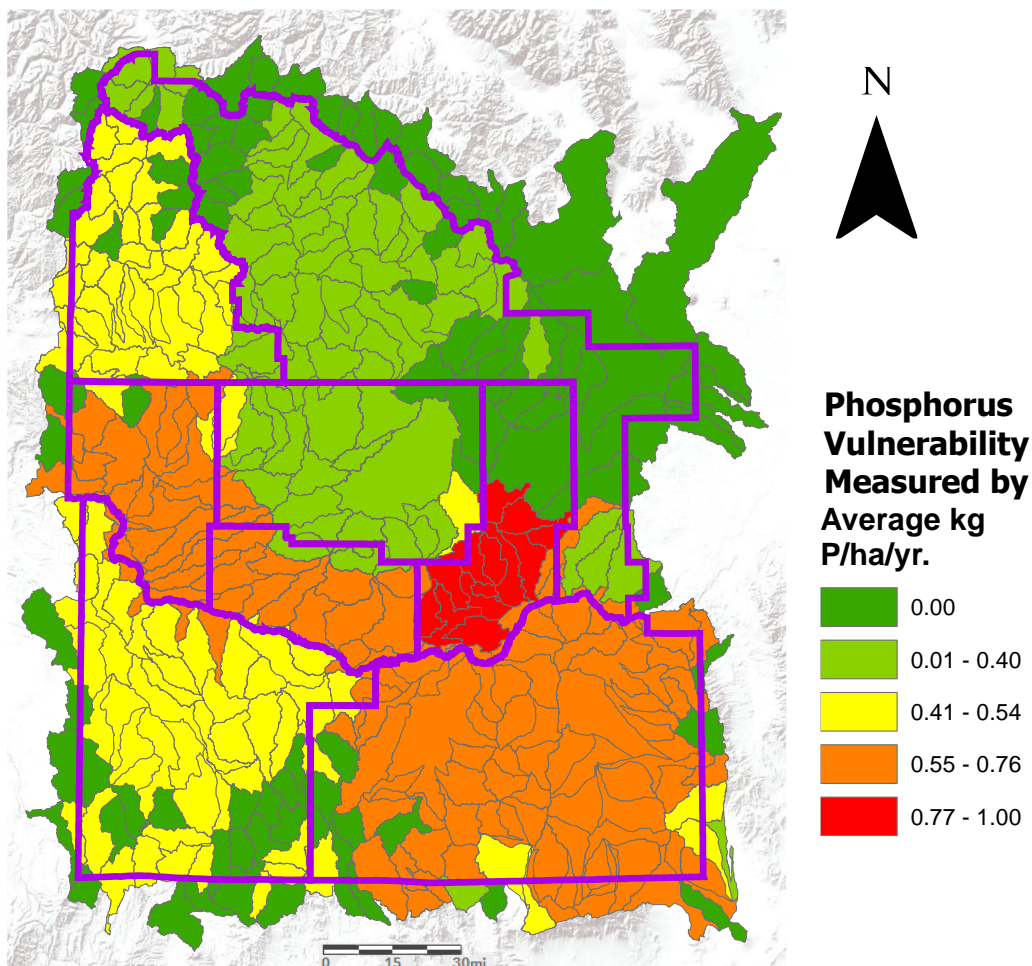 N
Phosphorus
Vulnerability
Measured by
Average kg
P/ha/yr.
0.00
0.01 - 0.40
0.41 - 0.54
0.55 - 0.76
0.77 - 1.00
0 15 30mi